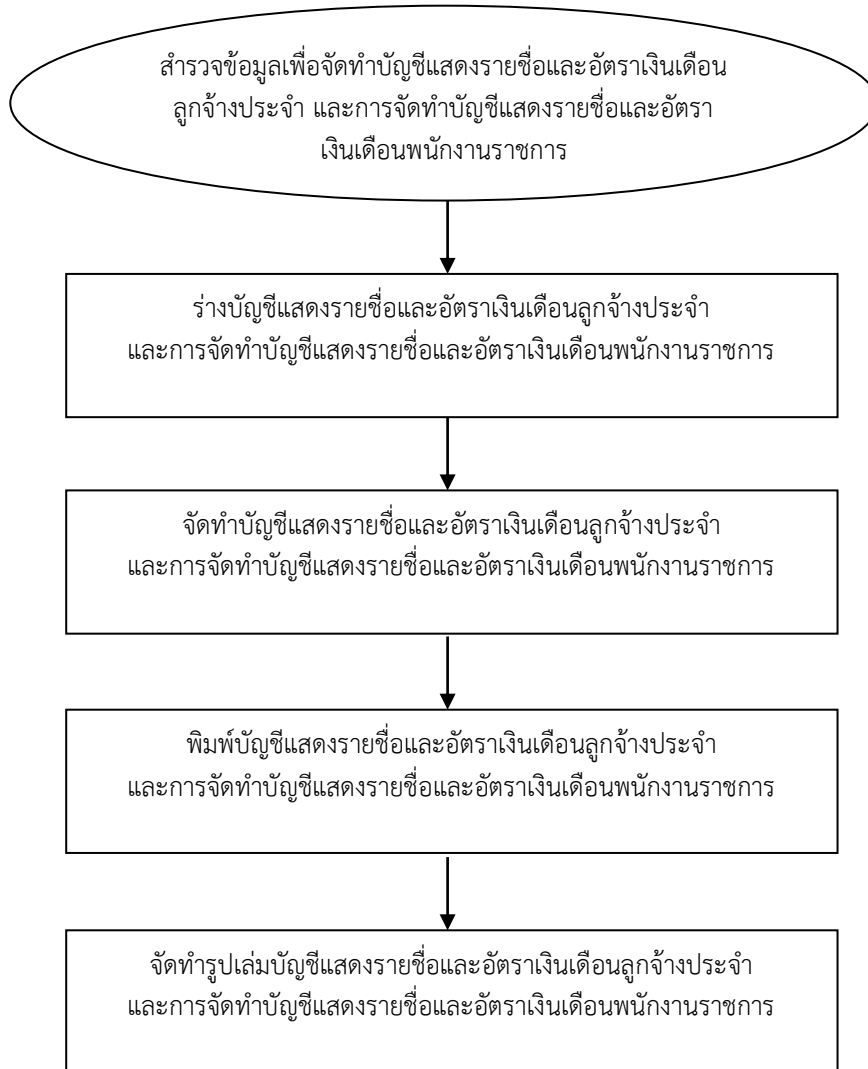 สำรวจข้อมูลเพื่อจัดทำบัญชีแสดงรายชื่อและอัตราเงินเดือน
ลูกจ้างประจำ และการจัดทำบัญชีแสดงรายชื่อและอัตรา
เงินเดือนพนักงานราชการ
ร่างบัญชีแสดงรายชื่อและอัตราเงินเดือนลูกจ้างประจำ
และการจัดทำบัญชีแสดงรายชื่อและอัตราเงินเดือนพนักงานราชการ
จัดทำบัญชีแสดงรายชื่อและอัตราเงินเดือนลูกจ้างประจำ
และการจัดทำบัญชีแสดงรายชื่อและอัตราเงินเดือนพนักงานราชการ
พิมพ์บัญชีแสดงรายชื่อและอัตราเงินเดือนลูกจ้างประจำ
และการจัดทำบัญชีแสดงรายชื่อและอัตราเงินเดือนพนักงานราชการ
จัดทำรูปเล่มบัญชีแสดงรายชื่อและอัตราเงินเดือนลูกจ้างประจำ
และการจัดทำบัญชีแสดงรายชื่อและอัตราเงินเดือนพนักงานราชการ